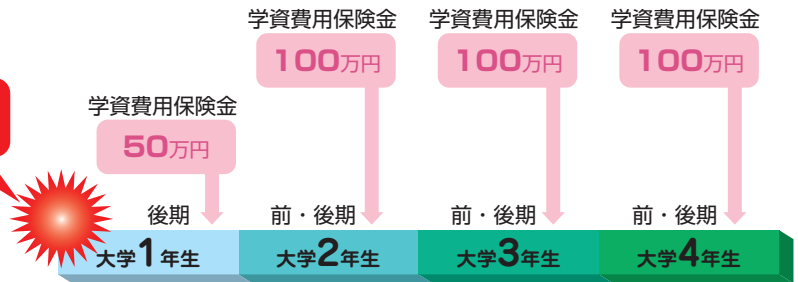 学資費用保険金
50万円
学資費用保険金
100万円
学資費用保険金
100万円
学資費用保険金
100万円
後期
前・後期
前・後期
前・後期
大学1年生
大学2年生
大学3年生
大学4年生